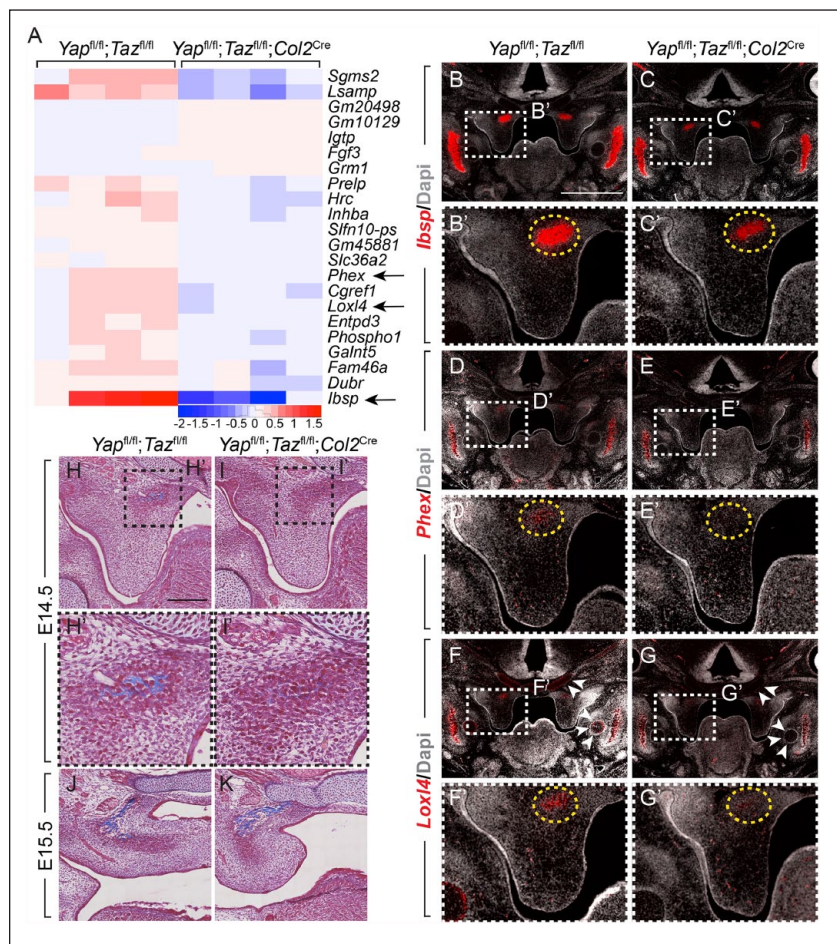 A
Yapfl/fl;Tazfl/fl Yapfl/fl;Tazfl/fl;Col2Cre
Sgms2
Lsamp
Gm20498
Gm10129
Igtp
Fgf3
Grm1
Prelp
Hrc
Inhba
Slfn10-ps
Gm45881
Slc36a2
Phex
Cgref1
Loxl4
Entpd3
Phospho1
Galnt5
Fam46a
Dubr
Ibsp
-2 -1.5 -1 -0.5 0 0.5 1 1.5
Yapfl/fl;Tazfl/fl Yapfl/fl;Tazfl/fl;Col2Cre
E14.5
H H' I I'
H' I'
E15.5
J K
Yapfl/fl;Tazfl/fl Yapfl/fl;Tazfl/fl;Col2Cre
Ibsp/Dapi
B B' C C'
B' C'
Phex/Dapi
D D' E E'
D' E'
Loxl4/Dapi
F F' G G'
F' G'